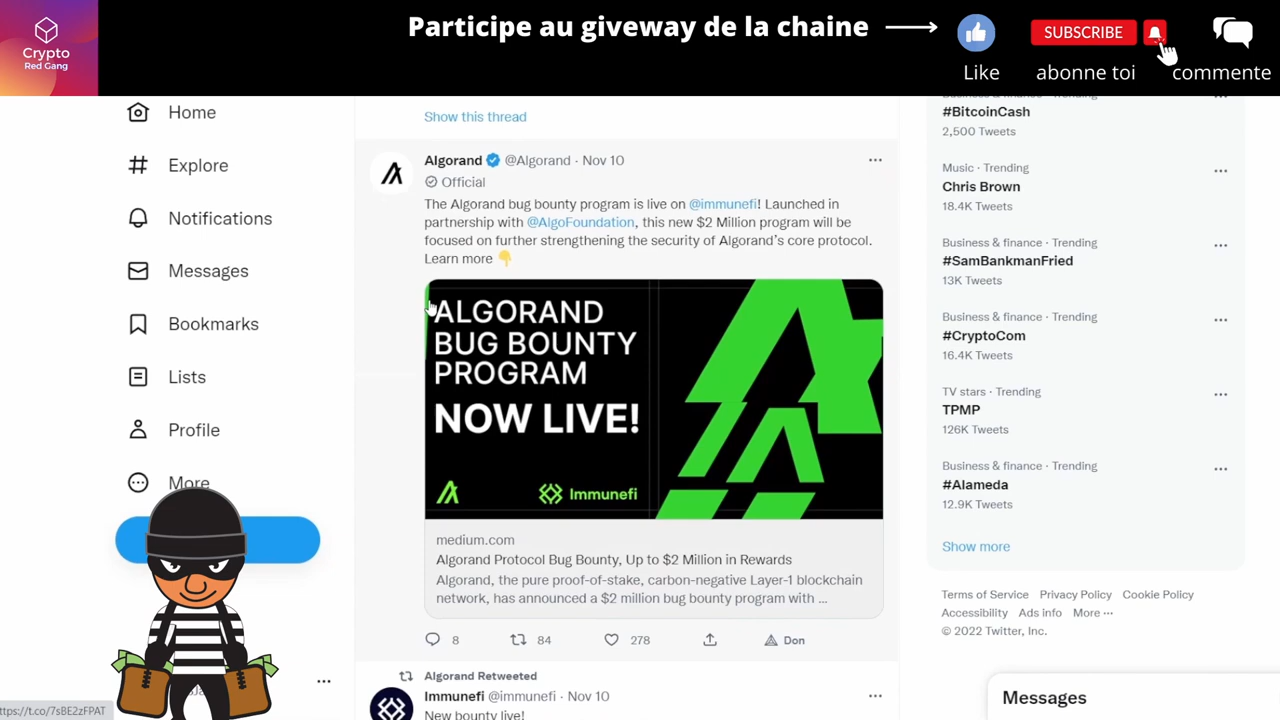 Crypto
Red Gang
Participe au giveway de la chaine
Like
SUBSCRIBE
abonne toi
commente
Home
Explore
Notifications
Messages
Bookmarks
Lists
Profile
More
Show this thread
Algorand @Algorand · Nov 10
Official
The Algorand bug bounty program is live on @immunefi! Launched in
partnership with @AlgoFoundation, this new $2 Million program will be
focused on further strengthening the security of Algorand's core protocol.
Learn more 👇
ALGORAND
BUG BOUNTY
PROGRAM
NOW LIVE!
Immunefi
medium.com
Algorand Protocol Bug Bounty, Up to $2 Million in Rewards
Algorand, the pure proof-of-stake, carbon-negative Layer-1 blockchain
network, has announced a $2 million bug bounty program with ...
8
84
278
Don
Algorand Retweeted
Immunefi @immunefi · Nov 10
New bounty live!
Business & finance · Trending
#BitcoinCash
2,500 Tweets
Music · Trending
Chris Brown
18.4K Tweets
Business & finance · Trending
#SamBankmanFried
13K Tweets
Business & finance · Trending
#CryptoCom
16.4K Tweets
TV stars · Trending
TPMP
126K Tweets
Business & finance · Trending
#Alameda
12.9K Tweets
Show more
Terms of Service Privacy Policy Cookie Policy
Accessibility Ads info More ···
© 2022 Twitter, Inc.
Messages
ttps://t.co/7sBE2zFPAT